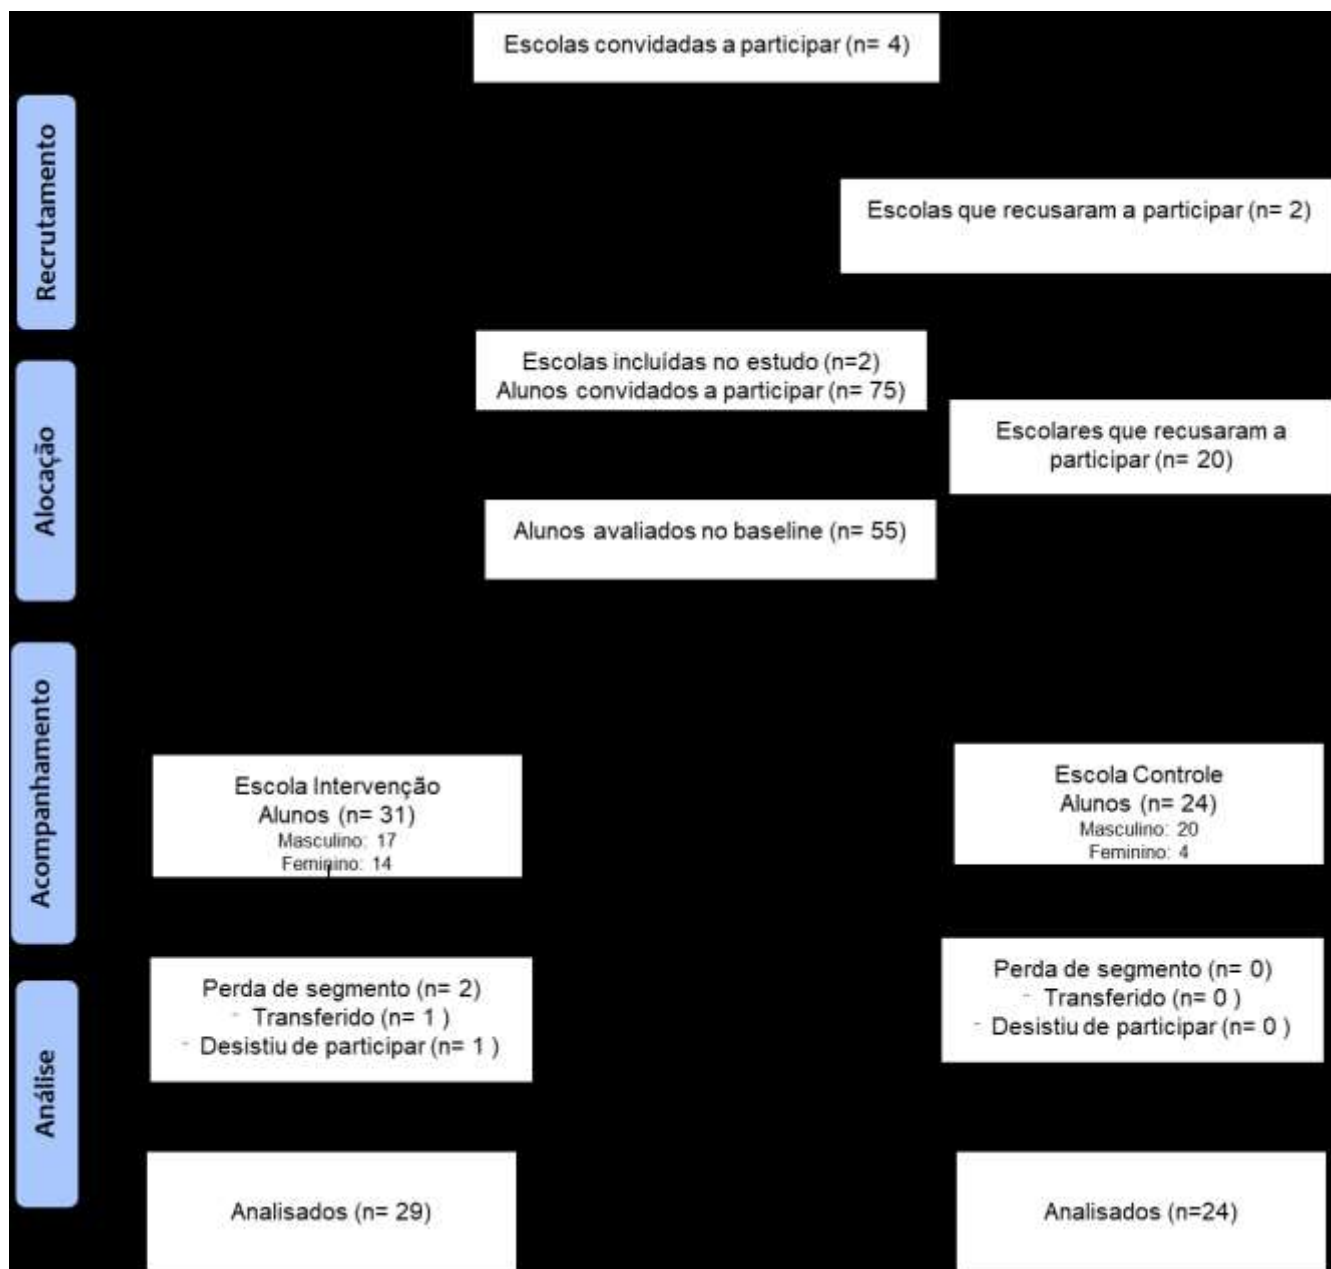 Escolas convidadas a participar (n= 4)
Recrutamento
Escolas que recusaram a participar (n= 2)
Escolas incluídas no estudo (n=2)
Alunos convidados a participar (n= 75)
Alocação
Escolares que recusaram a
participar (n= 20)
Alunos avaliados no baseline (n= 55)
Acompanhamento
Escola Intervenção
Alunos (n= 31)
Masculino: 17
Feminino: 14
Escola Controle
Alunos (n= 24)
Masculino: 20
Feminino: 4
Análise
Perda de segmento (n= 2)
- Transferido (n= 1 )
- Desistiu de participar (n= 1 )
Perda de segmento (n= 0)
- Transferido (n= 0 )
- Desistiu de participar (n= 0 )
Analisados (n= 29)
Analisados (n=24)